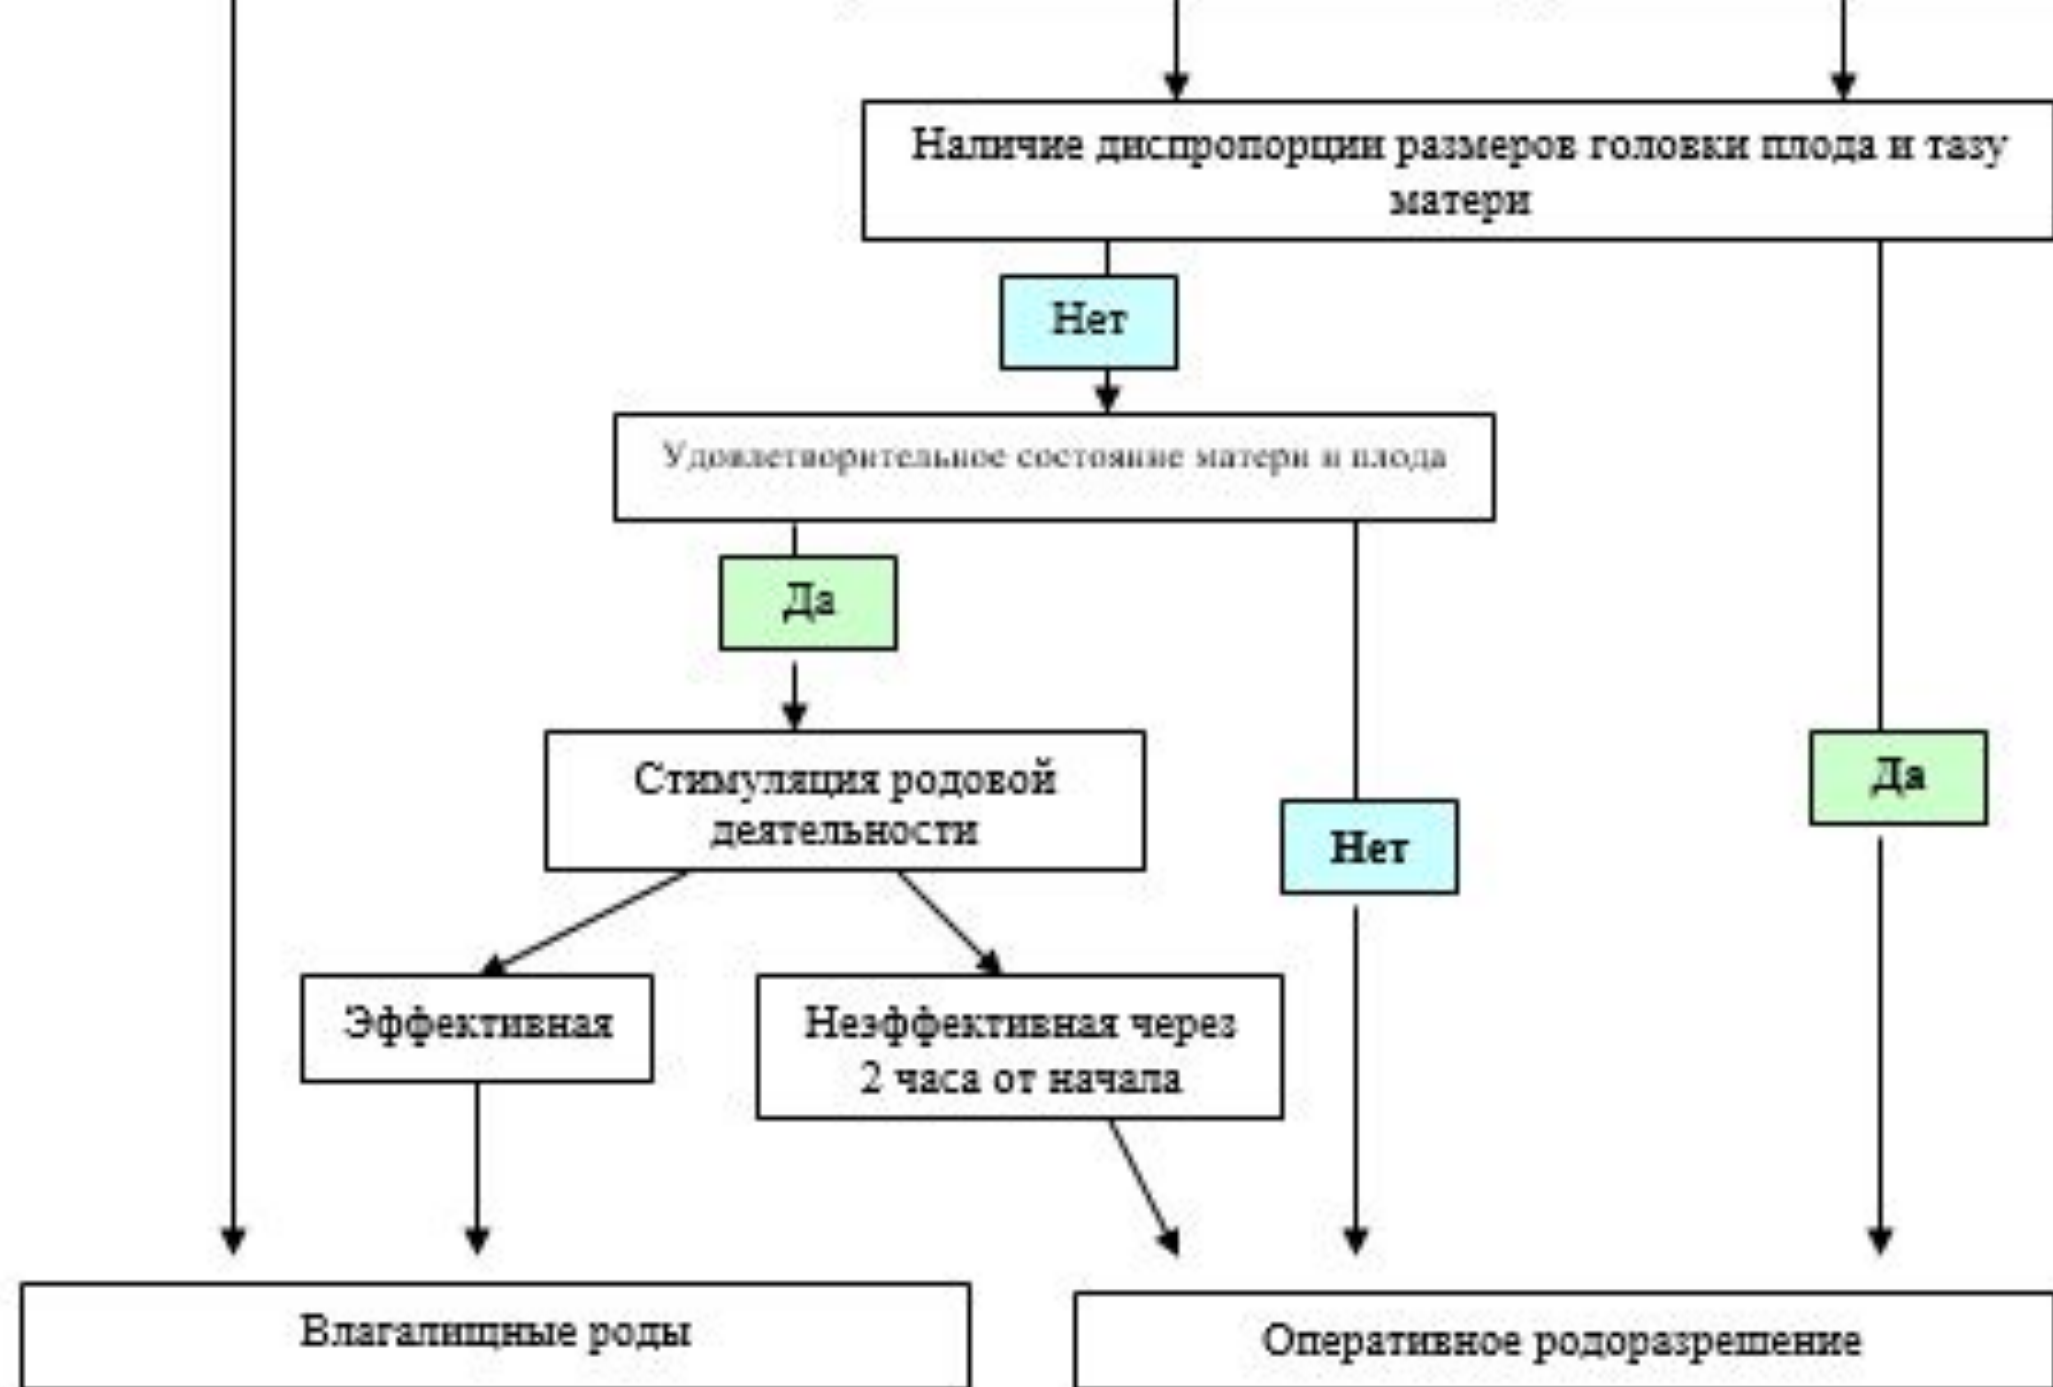 Наличие диспропорции размеров головки плода и тазу
матери
Нет
Удовлетворительное состояние матери и плода
Да
Стимуляция родовой
деятельности
Да
Нет
Эффективная
Неэффективная через
2 часа от начала
Влагалищные роды
Оперативное родоразрешение